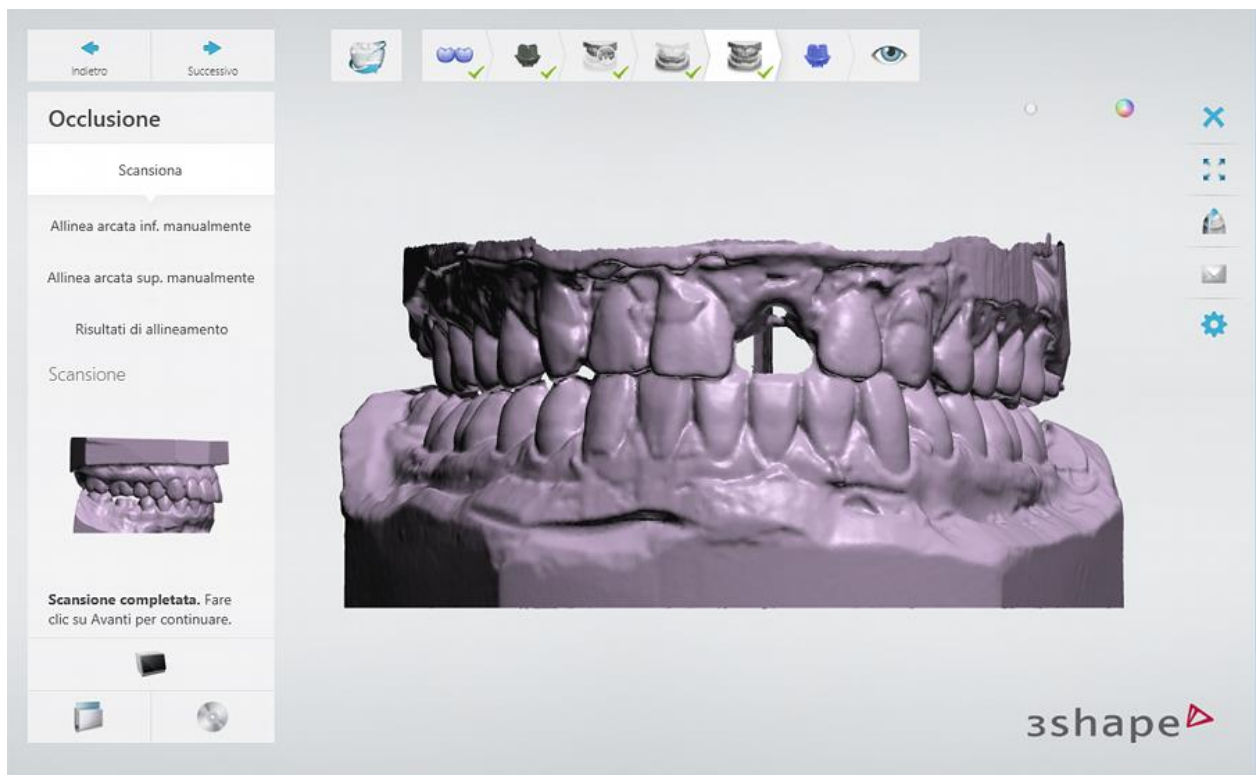 Indietro
Successivo
Occlusione
Scansiona
Allinea arcata inf. manualmente
Allinea arcata sup. manualmente
Risultati di allineamento
Scansione
Scansione completata. Fare
clic su Avanti per continuare.
3shape